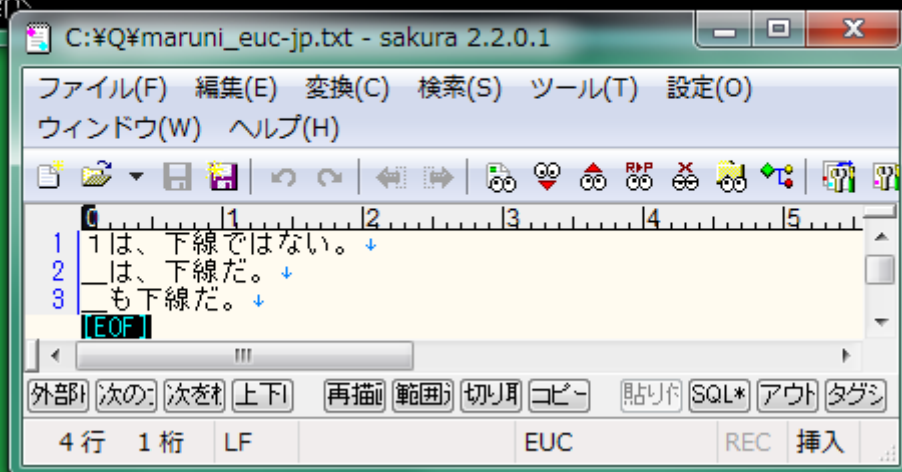 C:¥Q¥maruni_euc-jp.txt - sakura 2.2.0.1
ファイル(F) 編集(E) 変換(C) 検索(S) ツール(T) 設定(O)
ウィンドウ(W) ヘルプ(H)
0 1 2 3 4 5
1 １は、下線ではない。↓
2 __は、下線だ。↓
3 __も下線だ。↓
[EOF]
外部 次の 次を 上下 再描 範囲 切り取 コピー 貼り付 SQL* アウト タグジ
4行 1桁 LF EUC REC 挿入